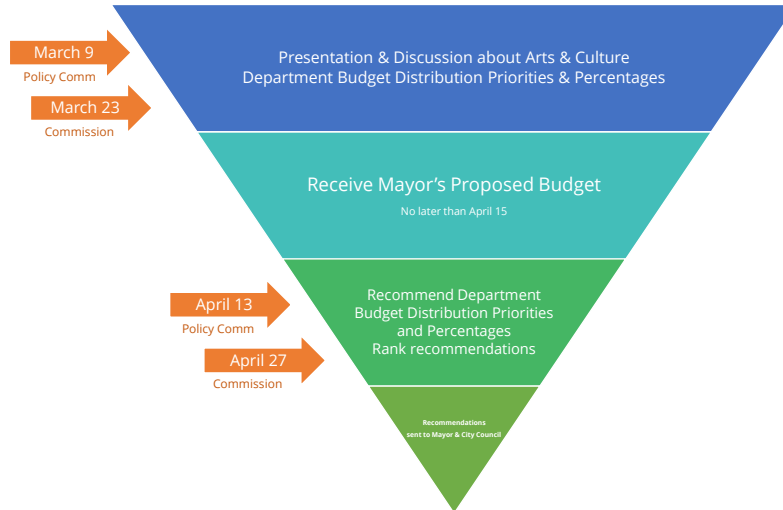 March 9
Policy Comm
March 23
Commission
Presentation & Discussion about Arts & Culture
Department Budget Distribution Priorities & Percentages
Receive Mayor's Proposed Budget
No later than April 15
April 13
Policy Comm
April 27
Commission
Recommend Department
Budget Distribution Priorities
and Percentages
Rank recommendations
Recommendations
sent to Mayor & City Council